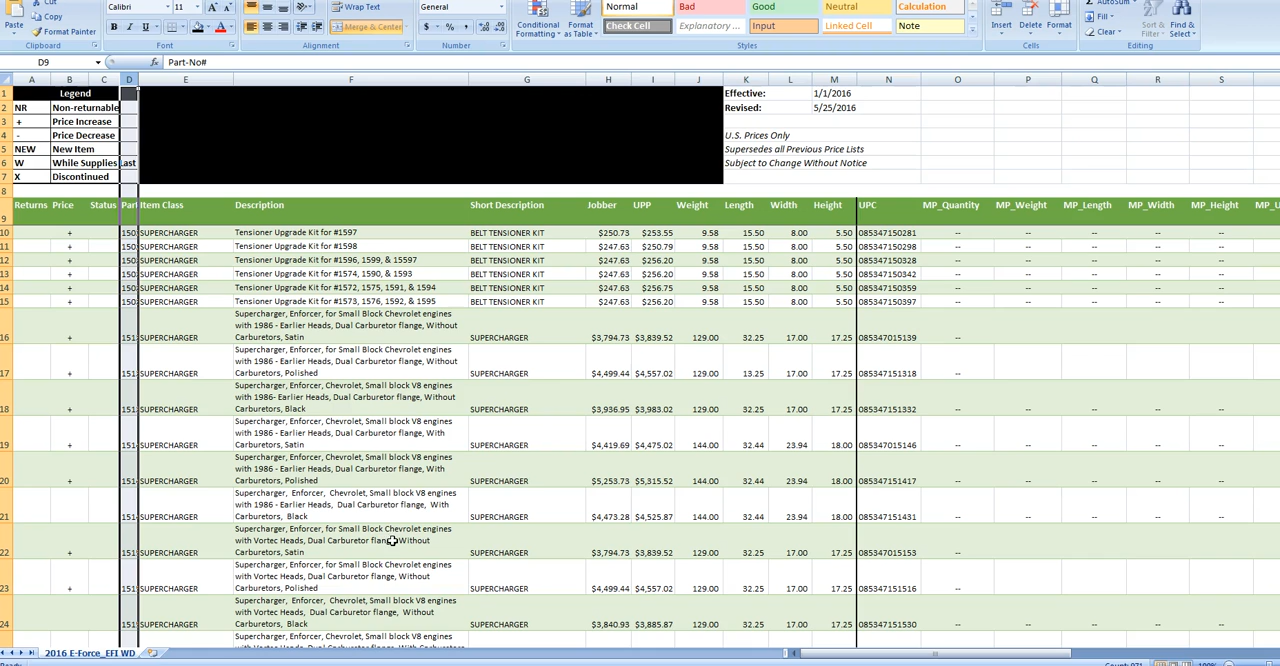 Cut Calibri 11 Wrap Text General Normal Bad Good Neutral Calculation AutoSum
Paste Copy Conditional Formatting Format as Table Insert Delete Format Fill Sort & Filter Find & Select
Format Painter B I U A Merge & Center $ % , Check Cell Explanatory ... Input Linked Cell Note Clear
Clipboard Font Alignment Number Styles Cells Editing
D9 fx Part-No#
A B C D E F G H I J K L M N O P Q R S
1 Legend Effective: 1/1/2016
2 NR Non-returnable Revised: 5/25/2016
3 + Price Increase
4 - Price Decrease U.S. Prices Only
5 NEW New Item Supersedes all Previous Price Lists
6 W While Supplies Last Subject to Change Without Notice
7 X Discontinued
8
9 Returns Price Status Part Item Class Description Short Description Jobber UPP Weight Length Width Height UPC MP_Quantity MP_Weight MP_Length MP_Width MP_Height MP_U
10 + 150 SUPERCHARGER Tensioner Upgrade Kit for #1597 BELT TENSIONER KIT $250.73 $253.55 9.58 15.50 8.00 5.50 085347150281 -- -- -- -- --
11 + 150 SUPERCHARGER Tensioner Upgrade Kit for #1598 BELT TENSIONER KIT $247.63 $250.79 9.58 15.50 8.00 5.50 085347150298 -- -- -- -- --
12 + 150 SUPERCHARGER Tensioner Upgrade Kit for #1596, 1599, & 15597 BELT TENSIONER KIT $247.63 $256.20 9.58 15.50 8.00 5.50 085347150328 -- -- -- -- --
13 + 150 SUPERCHARGER Tensioner Upgrade Kit for #1574, 1590, & 1593 BELT TENSIONER KIT $247.63 $256.20 9.58 15.50 8.00 5.50 085347150342 -- -- -- -- --
14 + 150 SUPERCHARGER Tensioner Upgrade Kit for #1572, 1575, 1591, & 1594 BELT TENSIONER KIT $247.63 $256.75 9.58 15.50 8.00 5.50 085347150359 -- -- -- -- --
15 + 150 SUPERCHARGER Tensioner Upgrade Kit for #1573, 1576, 1592, & 1595 BELT TENSIONER KIT $247.63 $256.20 9.58 15.50 8.00 5.50 085347150397 -- -- -- -- --
Supercharger, Enforcer, for Small Block Chevrolet engines
with 1986 - Earlier Heads, Dual Carburetor flange, Without
16 + 151 SUPERCHARGER Carburetors, Satin SUPERCHARGER $3,794.73 $3,839.52 129.00 32.25 17.00 17.25 085347015139 --
Supercharger, Enforcer, for Small Block Chevrolet engines
with 1986 - Earlier Heads, Dual Carburetor flange, Without
17 + 151 SUPERCHARGER Carburetors, Polished SUPERCHARGER $4,499.44 $4,557.02 129.00 13.25 17.00 17.25 085347151318 -- -- -- -- --
Supercharger, Enforcer, Chevrolet, Small block V8 engines
with 1986- Earlier Heads, Dual Carburetor flange, Without
18 + 151 SUPERCHARGER Carburetors, Black SUPERCHARGER $3,936.95 $3,983.02 129.00 32.25 17.00 17.25 085347151332 -- -- -- -- --
Supercharger, Enforcer, Chevrolet, Small block V8 engines
with 1986 - Earlier Heads, Dual Carburetor flange, With
19 + 151 SUPERCHARGER Carburetors, Satin SUPERCHARGER $4,419.69 $4,475.02 144.00 32.44 23.94 18.00 085347015146 -- -- -- -- --
Supercharger, Enforcer, Chevrolet, Small block V8 engines
with 1986 - Earlier Heads, Dual Carburetor flange, With
20 + 151 SUPERCHARGER Carburetors, Polished SUPERCHARGER $5,253.73 $5,315.52 144.00 32.44 23.94 18.00 085347151417 -- -- -- -- --
Supercharger, Enforcer, Chevrolet, Small block V8 engines
with 1986 - Earlier Heads, Dual Carburetor flange, With
21 151 SUPERCHARGER Carburetors, Black SUPERCHARGER $4,473.28 $4,525.87 144.00 32.44 23.94 18.00 085347151431 -- -- -- -- --
Supercharger, Enforcer, for Small Block Chevrolet engines
with Vortec Heads, Dual Carburetor flange, Without
22 + 151 SUPERCHARGER Carburetors, Satin SUPERCHARGER $3,794.73 $3,839.52 129.00 32.25 17.00 17.25 085347015153 --
Supercharger, Enforcer, for Small Block Chevrolet engines
with Vortec Heads, Dual Carburetor flange, Without
23 + 151 SUPERCHARGER Carburetors, Polished SUPERCHARGER $4,499.44 $4,557.02 129.00 32.25 17.00 17.25 085347151516 -- -- -- -- --
Supercharger, Enforcer, Chevrolet, Small block V8 engines
with Vortec Heads, Dual Carburetor flange, Without
24 151 SUPERCHARGER Carburetors, Black SUPERCHARGER $3,840.93 $3,885.87 129.00 32.25 17.00 17.25 085347151530 -- -- -- -- --
Supercharger, Enforcer, Chevrolet, Small block V8 engines
2016 E-Force_EFI WD